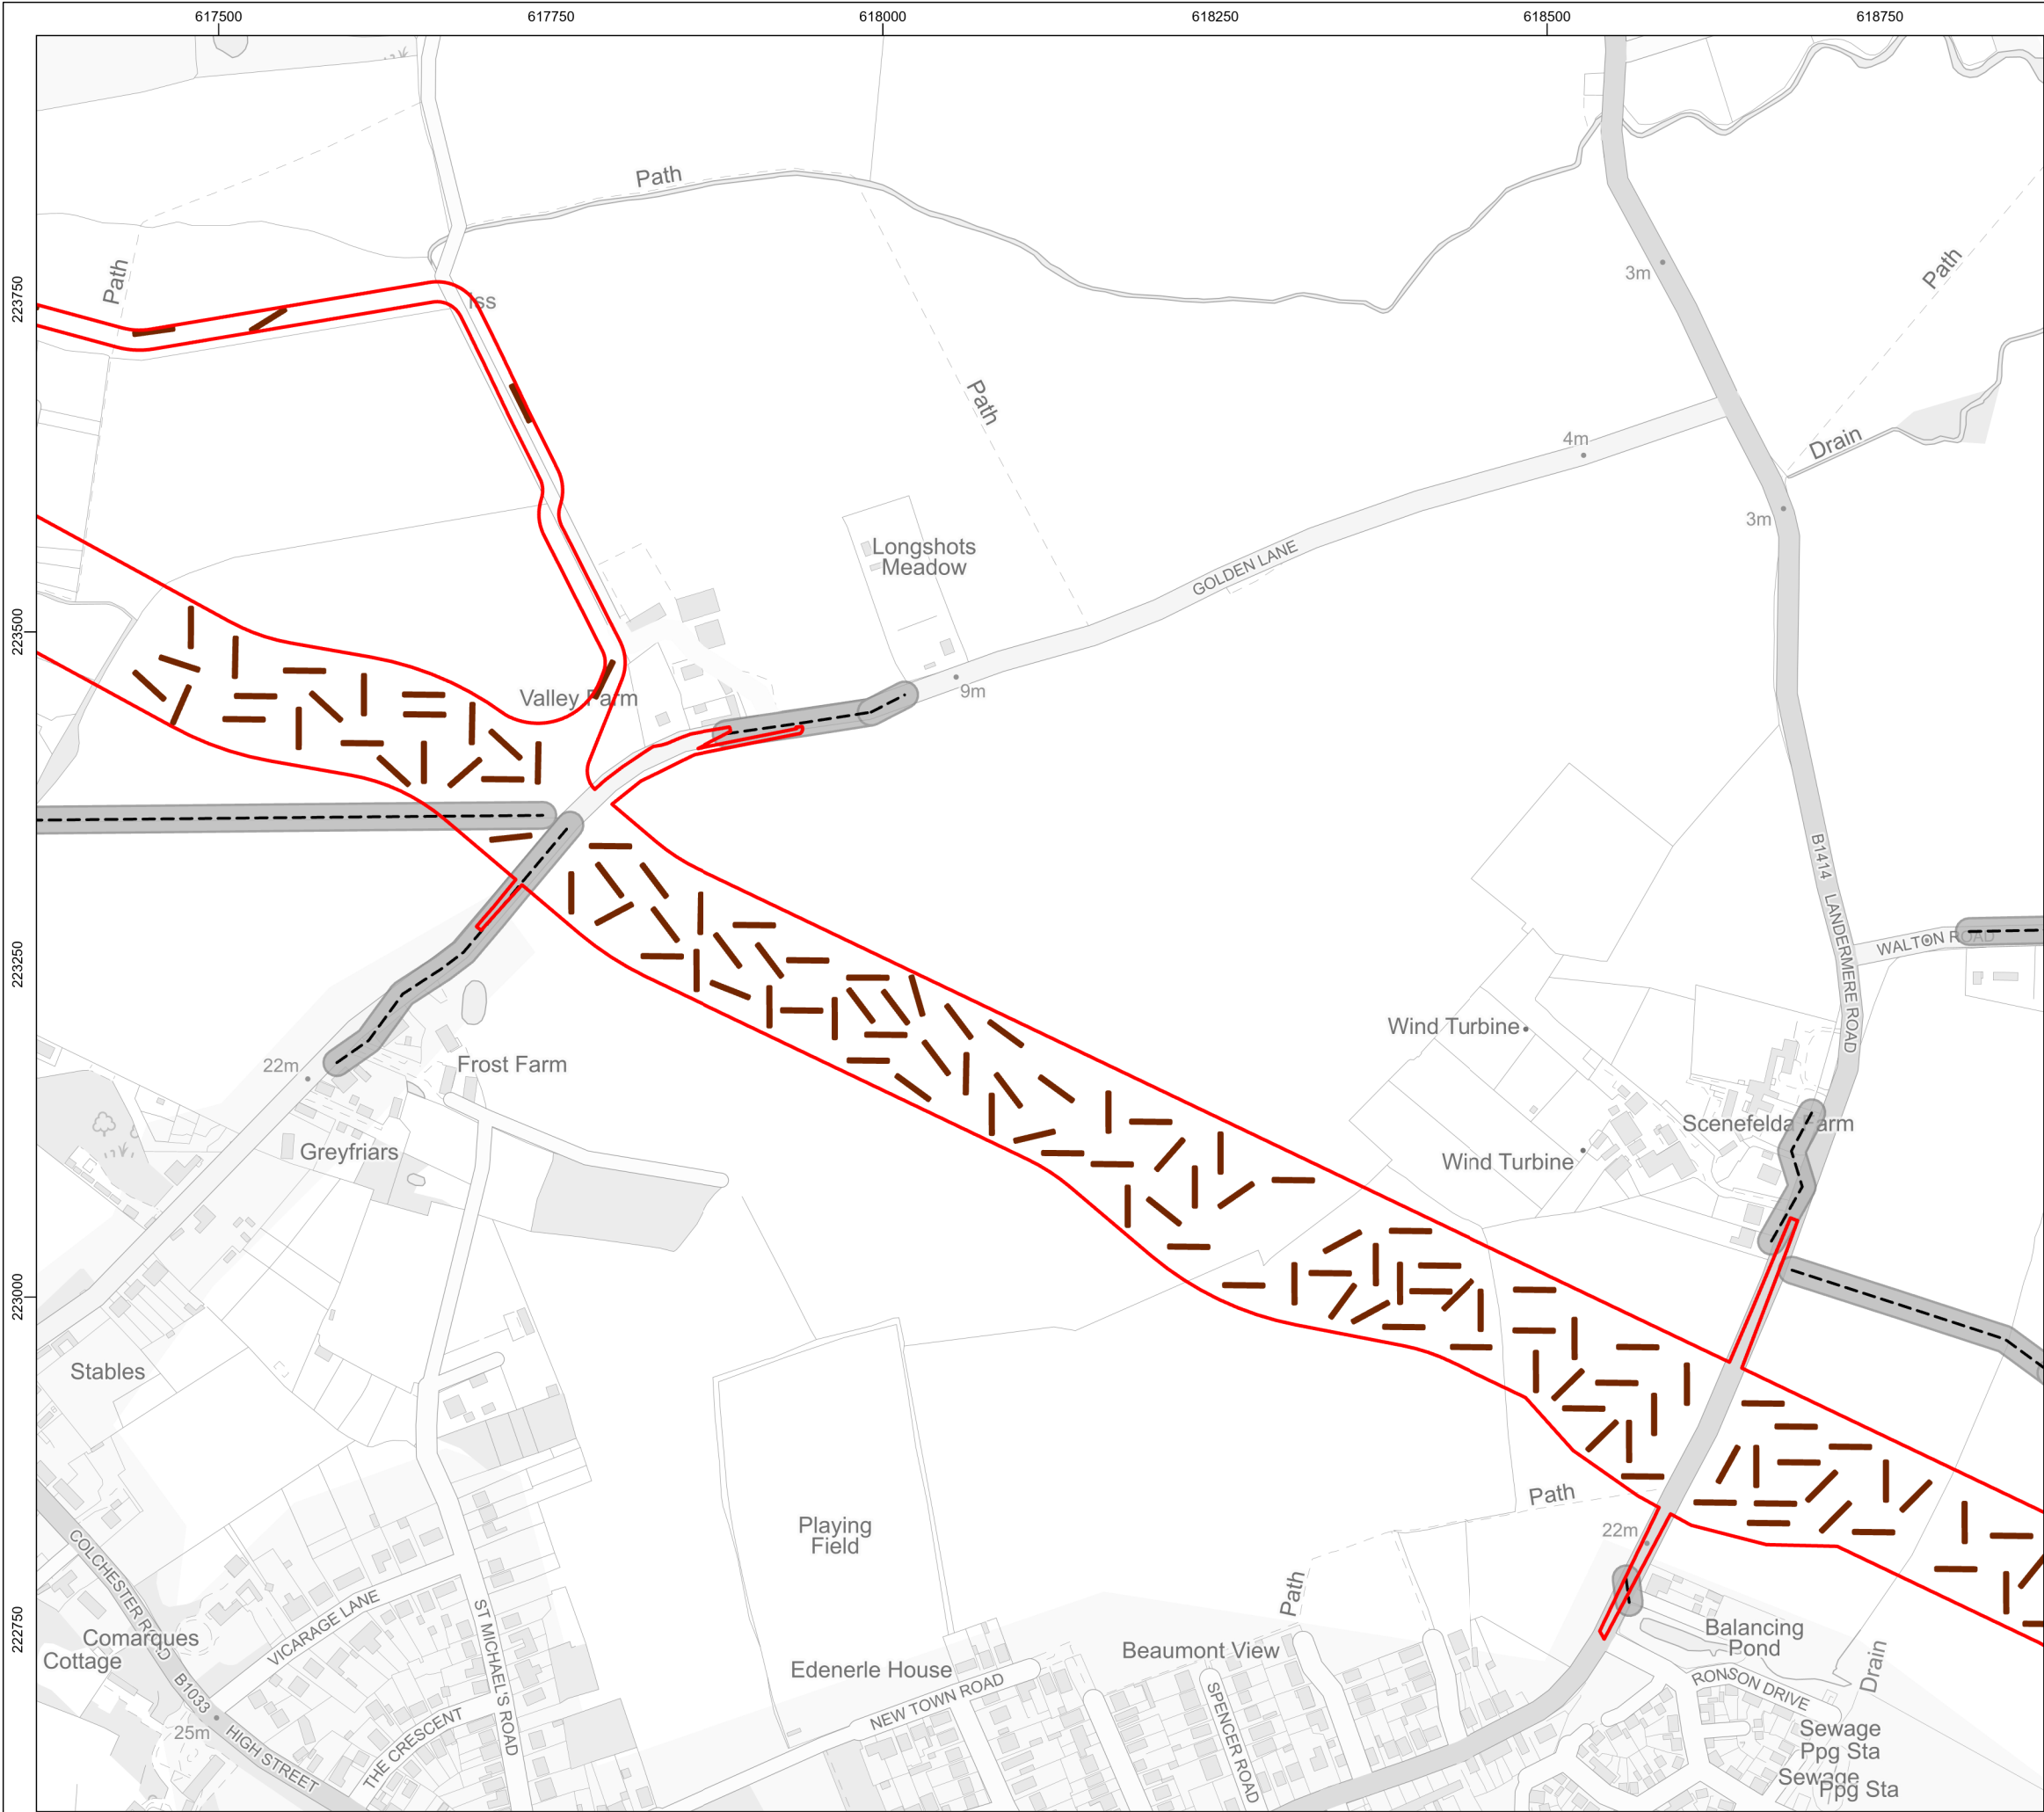 617500
617750
618000
618250
618500
618750
223750
223500
223250
223000
222750
Path
Path
Iss
3m
Path
Path
4m
Drain
3m
Longshots
Meadow
GOLDEN LANE
Valley Farm
9m
B1414
LANDERMERE ROAD
WALTON ROAD
Wind Turbine
22m
Frost Farm
Scenefelda Farm
Greyfriars
Wind Turbine
Stables
Path
Playing
Field
22m
COLCHESTER ROAD
VICARAGE LANE
Path
ST MICHAEL'S ROAD
Comarques
Cottage
Balancing
Pond
Beaumont View
Drain
Edenerle House
B1033
NEW TOWN ROAD
SPENCER ROAD
RONSON DRIVE
25m
HIGH STREET
THE CRESCENT
Sewage
Ppg Sta
Sewage
Ppg Sta